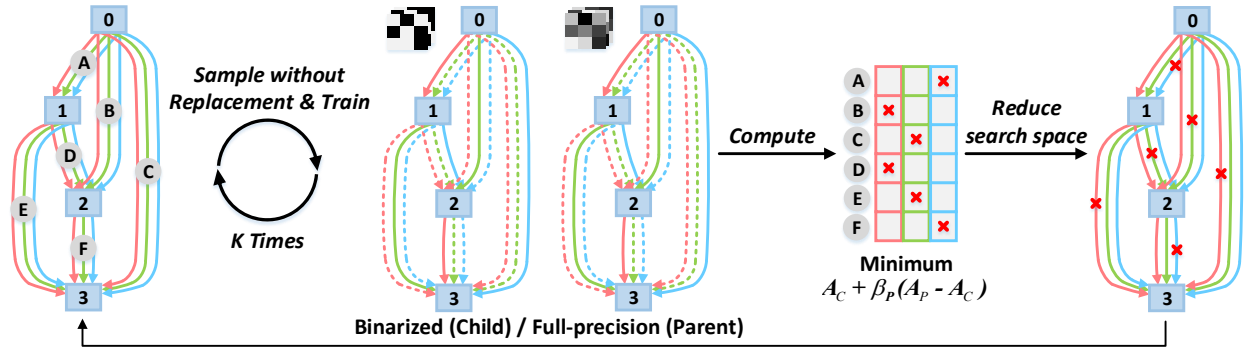 0
A
1
B
D
C
E
2
F
3
Sample without
Replacement & Train
K Times
0
1
2
3
0
1
2
3
Binarized (Child) / Full-precision (Parent)
Compute
A
B
C
D
E
F
Minimum
A_C + β_P(A_P - A_C)
Reduce
search space
0
1
2
3